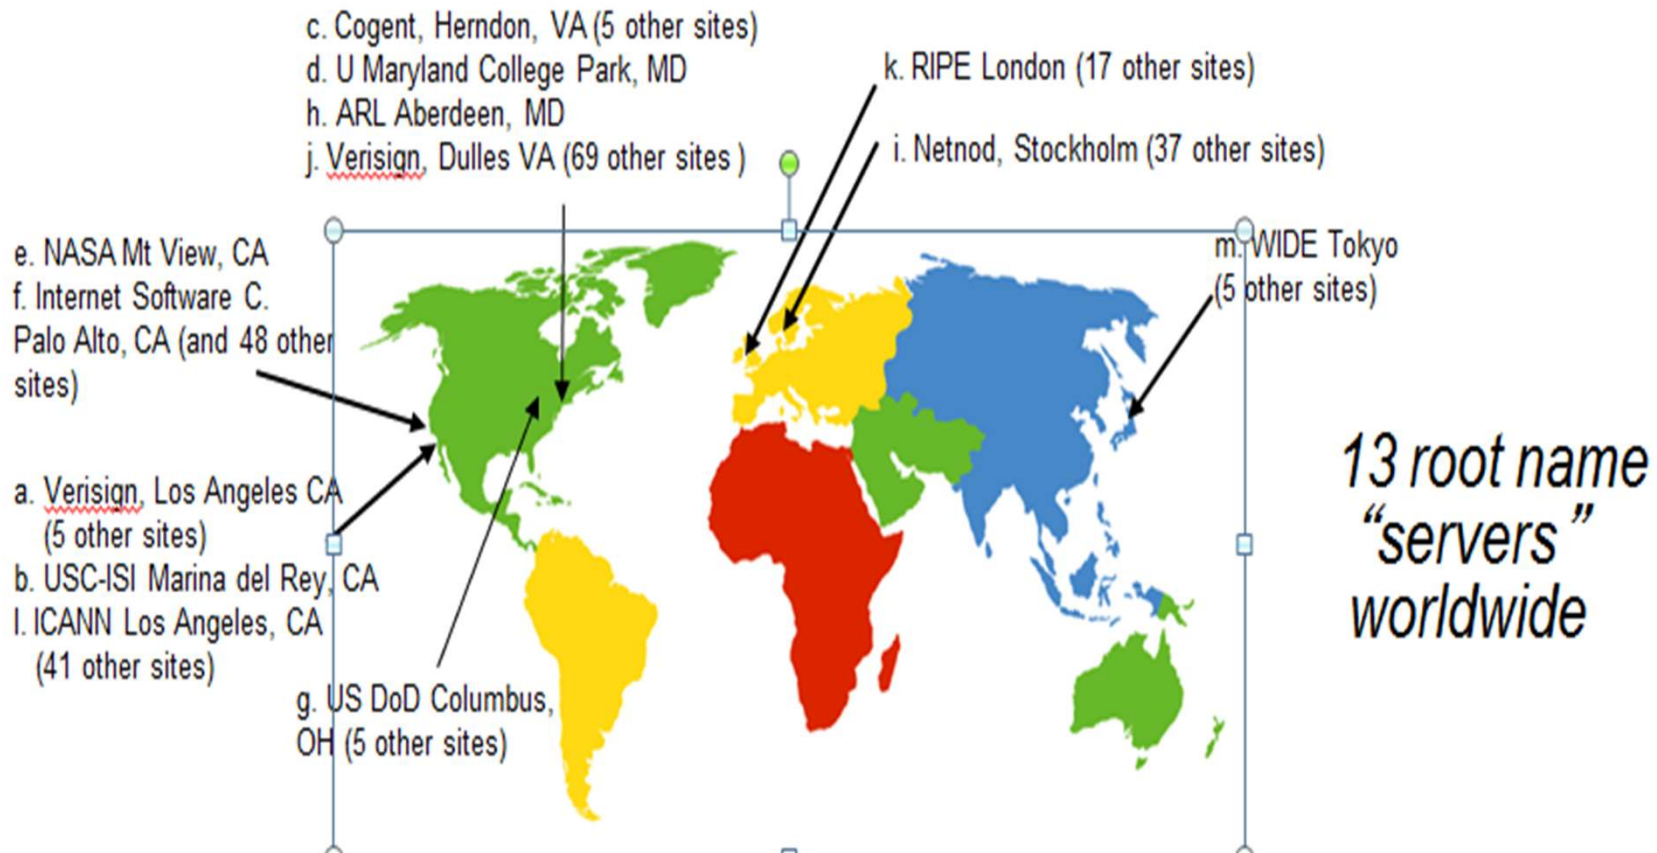 c. Cogent, Herndon, VA (5 other sites)
d. U Maryland College Park, MD
h. ARL Aberdeen, MD
j. Verisign, Dulles VA (69 other sites )
k. RIPE London (17 other sites)
i. Netnod, Stockholm (37 other sites)
e. NASA Mt View, CA
f. Internet Software C.
Palo Alto, CA (and 48 other
sites)
m. WIDE Tokyo
(5 other sites)
a. Verisign, Los Angeles CA
(5 other sites)
b. USC-ISI Marina del Rey, CA
l. ICANN Los Angeles, CA
(41 other sites)
g. US DoD Columbus,
OH (5 other sites)
13 root name
“servers”
worldwide